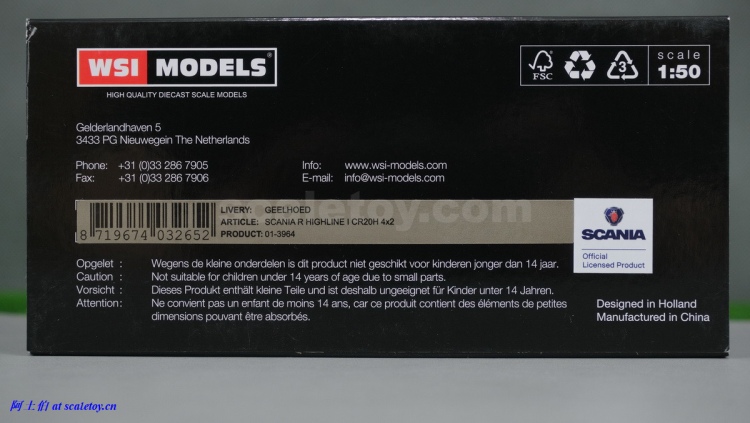 WSI MODELS®
HIGH QUALITY DIECAST SCALE MODELS
FSC
3
scale
1:50
Gelderlandhaven 5
3433 PG Nieuwegein The Netherlands
Phone: +31 (0)33 286 7905
Fax: +31 (0)33 286 7906
Info: www.wsi-models.com
E-mail: info@wsi-models.com
8 719674 032652
LIVERY: GEELHOED
ARTICLE: SCANIA R HIGHLINE I CR20H 4x2
PRODUCT: 01-3964
scaletoy.com
SCANIA
Official
Licensed Product
Opgelet : Wegens de kleine onderdelen is dit product niet geschikt voor kinderen jonger dan 14 jaar.
Caution : Not suitable for children under 14 years of age due to small parts.
Vorsicht : Dieses Produkt enthält kleine Teile und ist deshalb ungeeignet für Kinder unter 14 Jahren.
Attention: Ne convient pas un enfant de moins 14 ans, car ce produit contient des éléments de petites
dimensions pouvant être absorbés.
Designed in Holland
Manufactured in China
at scaletoy.cn